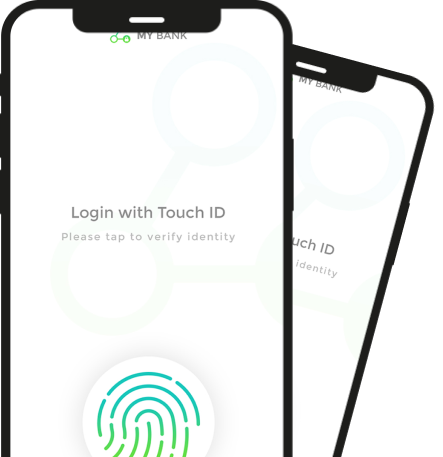 MY BANK
Login with Touch ID
Please tap to verify identity
MY BANK
uch ID
identity